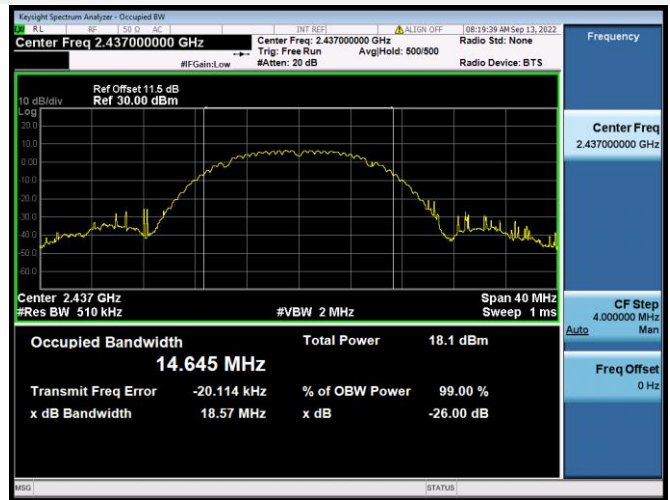 Keysight Spectrum Analyzer - Occupied BW
RL RF 50 Ω AC INT REF ALIGN OFF 08:19:39 AM Sep 13, 2022
Center Freq 2.437000000 GHz
Center Freq: 2.437000000 GHz Radio Std: None
Trig: Free Run Avg|Hold: 500/500
#IFGain:Low #Atten: 20 dB Radio Device: BTS
Frequency
Ref Offset 11.5 dB
10 dB/div Ref 30.00 dBm
Log
20.0
10.0
0.00
-10.0
-20.0
-30.0
-40.0
-50.0
-60.0
Center 2.437 GHz Span 40 MHz
#Res BW 510 kHz #VBW 2 MHz Sweep 1 ms
Occupied Bandwidth Total Power 18.1 dBm
14.645 MHz
Transmit Freq Error -20.114 kHz % of OBW Power 99.00 %
x dB Bandwidth 18.57 MHz x dB -26.00 dB
Center Freq
2.437000000 GHz
CF Step
4.000000 MHz
Auto Man
Freq Offset
0 Hz
MSG STATUS